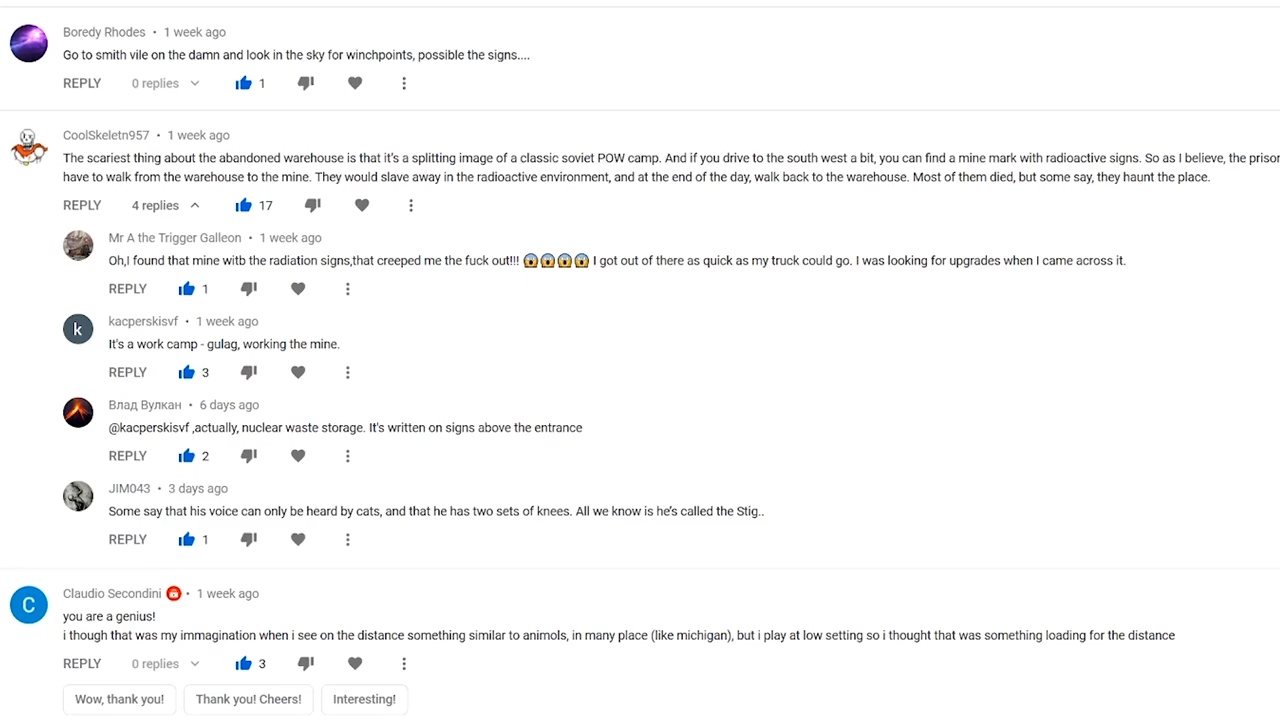 Boredy Rhodes • 1 week ago
Go to smith vile on the damn and look in the sky for winchpoints, possible the signs....
REPLY 0 replies 1
CoolSkeletn957 • 1 week ago
The scariest thing about the abandoned warehouse is that it's a splitting image of a classic soviet POW camp. And if you drive to the south west a bit, you can find a mine mark with radioactive signs. So as I believe, the prison
have to walk from the warehouse to the mine. They would slave away in the radioactive environment, and at the end of the day, walk back to the warehouse. Most of them died, but some say, they haunt the place.
REPLY 4 replies 17
Mr A the Trigger Galleon • 1 week ago
Oh,I found that mine witb the radiation signs,that creeped me the fuck out!!! 😱😱😱😱 I got out of there as quick as my truck could go. I was looking for upgrades when I came across it.
REPLY 1
k kacperskisvf • 1 week ago
It's a work camp - gulag, working the mine.
REPLY 3
Влад Вулкан • 6 days ago
@kacperskisvf ,actually, nuclear waste storage. It's written on signs above the entrance
REPLY 2
JIM043 • 3 days ago
Some say that his voice can only be heard by cats, and that he has two sets of knees. All we know is he's called the Stig..
REPLY 1
C Claudio Secondini • 1 week ago
you are a genius!
i though that was my immagination when i see on the distance something similar to animols, in many place (like michigan), but i play at low setting so i thought that was something loading for the distance
REPLY 0 replies 3
Wow, thank you! Thank you! Cheers! Interesting!